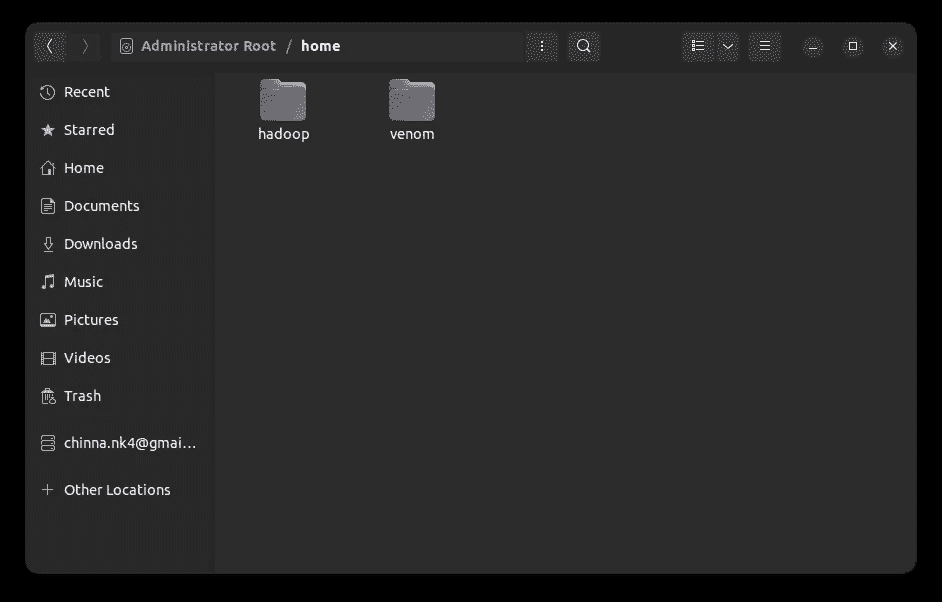 Administrator Root / home
Recent
Starred
Home
Documents
Downloads
Music
Pictures
Videos
Trash
chinna.nk4@gmai...
Other Locations
hadoop
venom